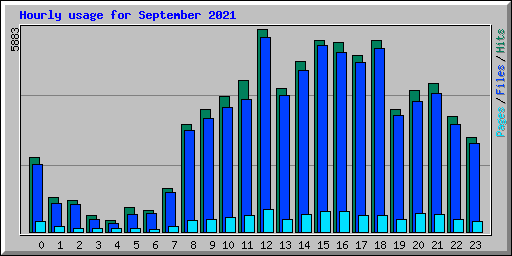 Hourly usage for September 2021
5883
Pages/Files/Hits
0 1 2 3 4 5 6 7 8 9 10 11 12 13 14 15 16 17 18 19 20 21 22 23